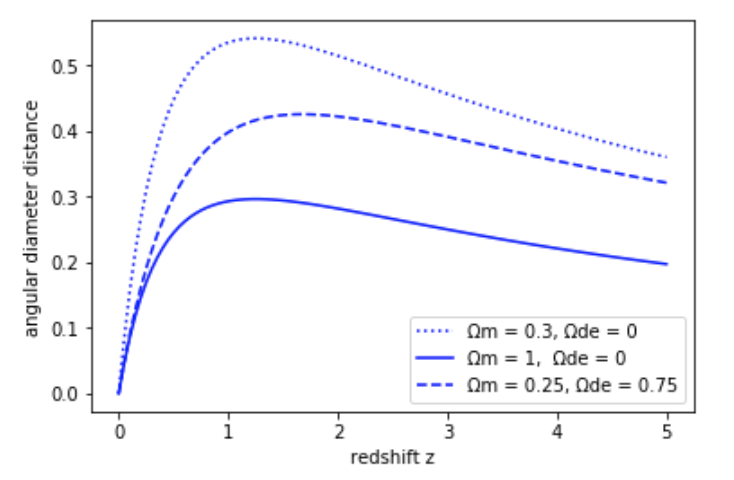 angular diameter distance
0.5
0.4
0.3
0.2
0.1
0.0
Ωm = 0.3, Ωde = 0
Ωm = 1,  Ωde = 0
Ωm = 0.25, Ωde = 0.75
0 1 2 3 4 5
redshift z